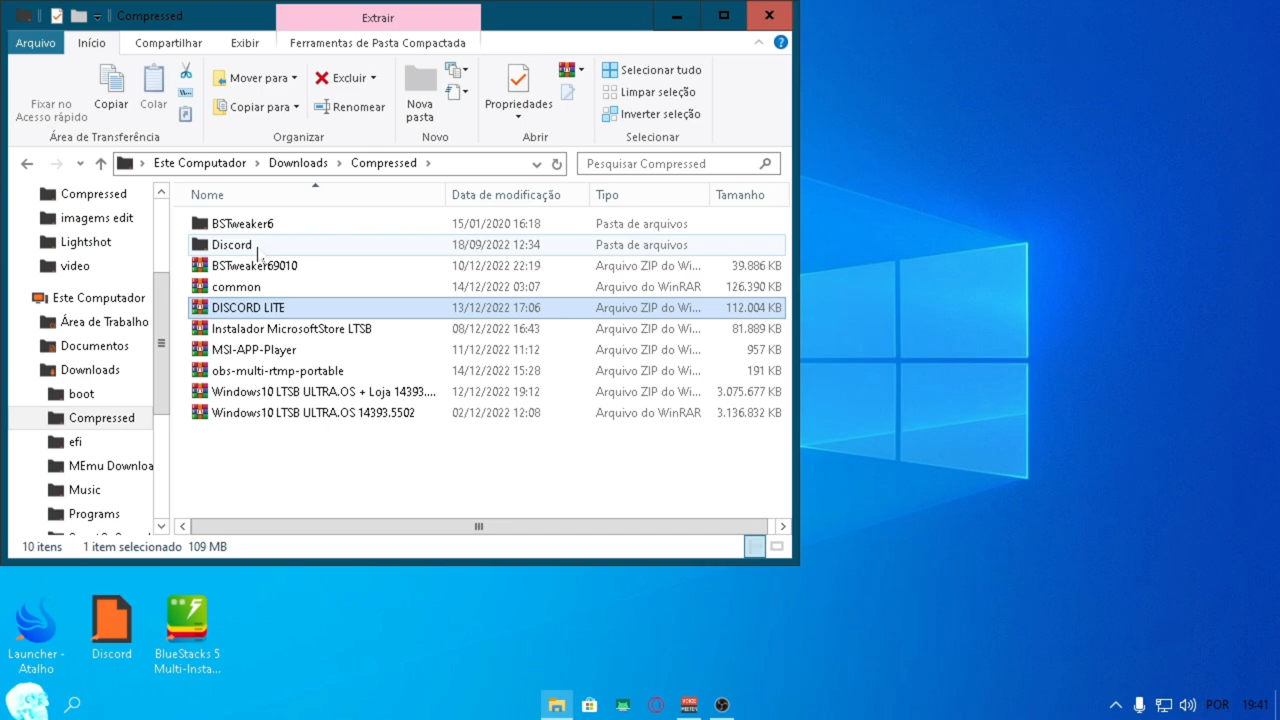 Compressed
Extrair
Arquivo
Início
Compartilhar
Exibir
Ferramentas de Pasta Compactada
Fixar no
Acesso rápido
Copiar
Colar
Mover para
Copiar para
Excluir
Renomear
Nova
pasta
Propriedades
Selecionar tudo
Limpar seleção
Inverter seleção
Área de Transferência
Organizar
Novo
Abrir
Selecionar
Este Computador
Downloads
Compressed
Pesquisar Compressed
Compressed
imagems edit
Lightshot
video
Este Computador
Área de Trabalho
Documentos
Downloads
boot
Compressed
efi
MEmu Downloa
Music
Programs
Nome Data de modificação Tipo Tamanho
BSTweaker6 15/01/2020 16:18 Pasta de arquivos
Discord 18/09/2022 12:34 Pasta de arquivos
BSTweaker69010 10/12/2022 22:19 Arquivo ZIP do Wi... 39.886 KB
common 14/12/2022 03:07 Arquivo do WinRAR 126.390 KB
DISCORD LITE 13/12/2022 17:06 Arquivo ZIP do Wi... 112.004 KB
Instalador MicrosoftStore LTSB 08/12/2022 16:43 Arquivo ZIP do Wi... 81.889 KB
MSI-APP-Player 11/12/2022 11:12 Arquivo ZIP do Wi... 957 KB
obs-multi-rtmp-portable 14/12/2022 15:28 Arquivo ZIP do Wi... 191 KB
Windows10 LTSB ULTRA.OS + Loja 14393.... 12/12/2022 19:12 Arquivo ZIP do Wi... 3.075.677 KB
Windows10 LTSB ULTRA.OS 14393.5502 02/12/2022 12:08 Arquivo do WinRAR 3.136.832 KB
10 itens 1 item selecionado 109 MB
Launcher -
Atalho
Discord
BlueStacks 5
Multi-Insta...
POR
19:41